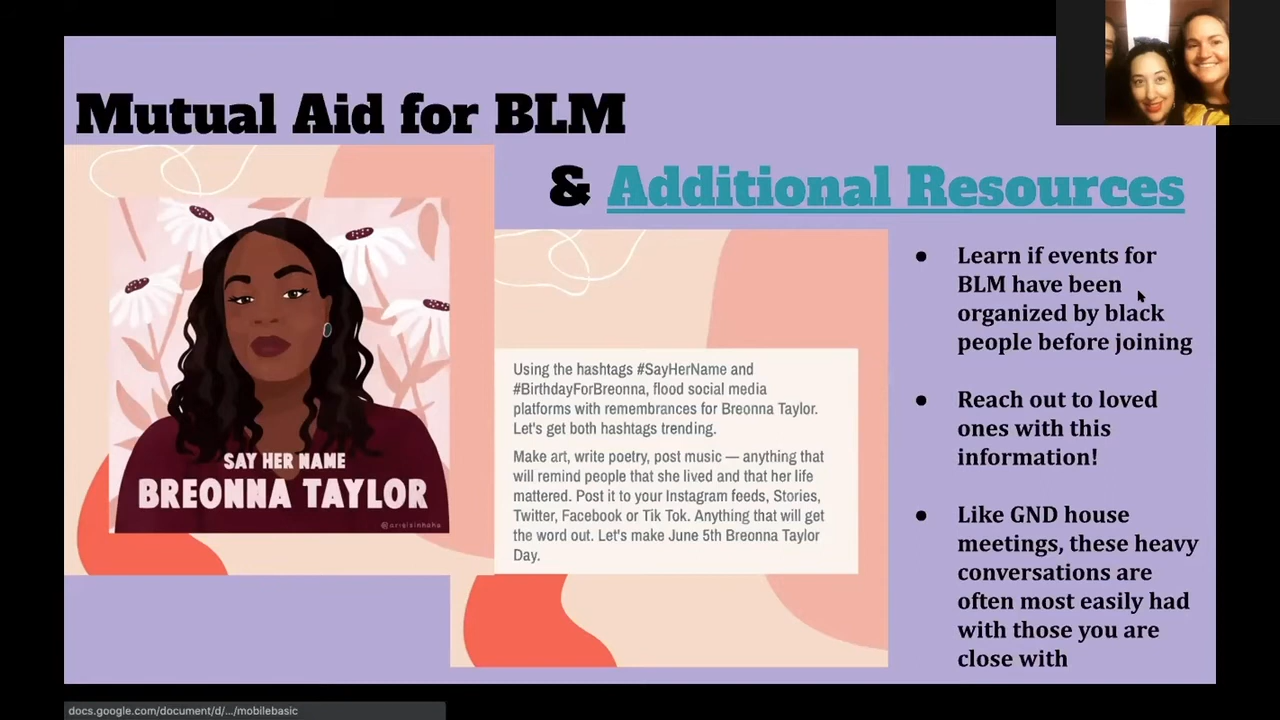 Mutual Aid for BLM
& Additional Resources
SAY HER NAME
BREONNA TAYLOR
@arielsinhaha
Using the hashtags #SayHerName and
#BirthdayForBreonna, flood social media
platforms with remembrances for Breonna Taylor.
Let's get both hashtags trending.
Make art, write poetry, post music — anything that
will remind people that she lived and that her life
mattered. Post it to your Instagram feeds, Stories,
Twitter, Facebook or Tik Tok. Anything that will get
the word out. Let's make June 5th Breonna Taylor
Day.
● Learn if events for
BLM have been
organized by black
people before joining
● Reach out to loved
ones with this
information!
● Like GND house
meetings, these heavy
conversations are
often most easily had
with those you are
close with
docs.google.com/document/d/.../mobilebasic